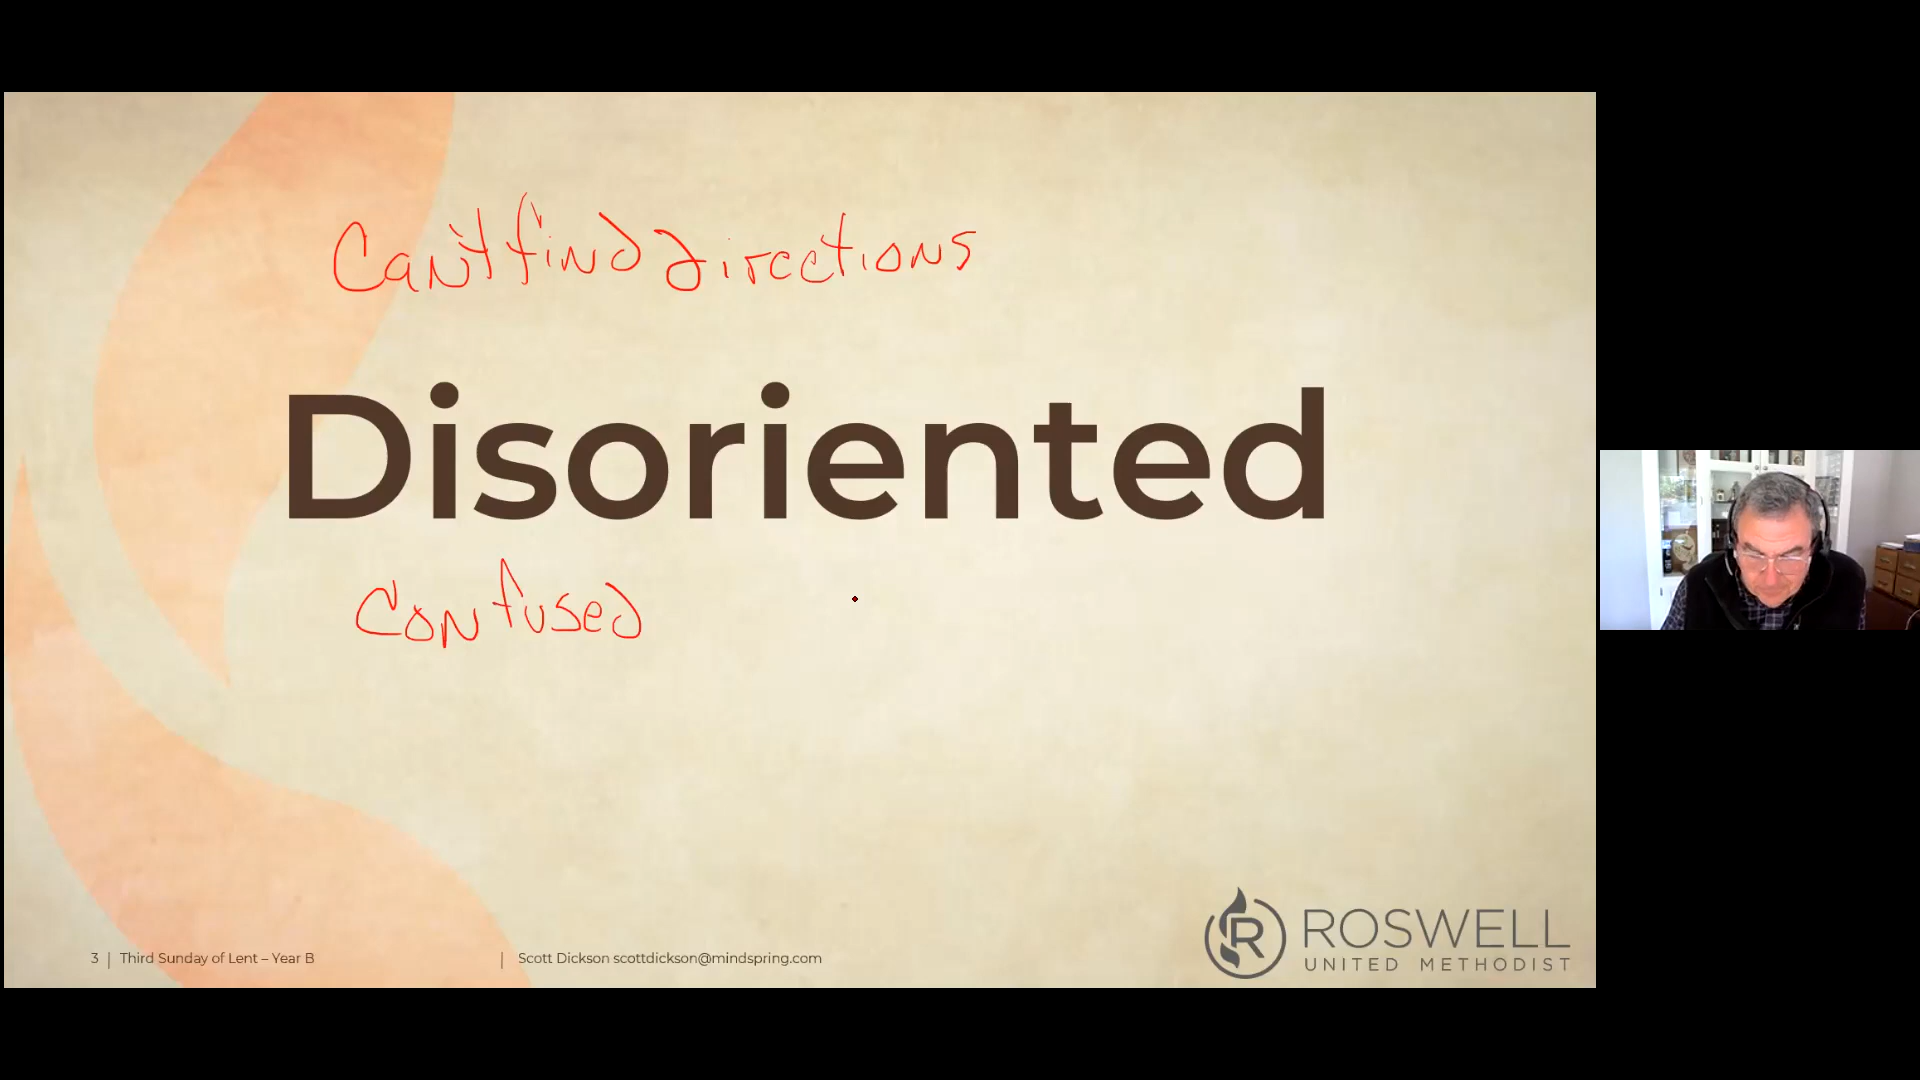 Can't find directions
Disoriented
Confused
3 | Third Sunday of Lent – Year B | Scott Dickson scottdickson@mindspring.com
R ROSWELL
UNITED METHODIST